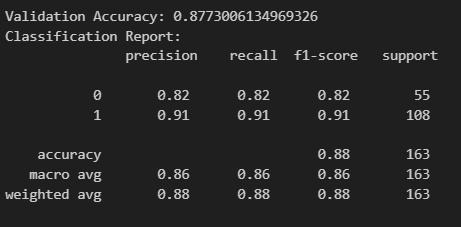 Validation Accuracy: 0.8773006134969326
Classification Report:
precision recall f1-score support
0 0.82 0.82 0.82 55
1 0.91 0.91 0.91 108
accuracy 0.88 163
macro avg 0.86 0.86 0.86 163
weighted avg 0.88 0.88 0.88 163